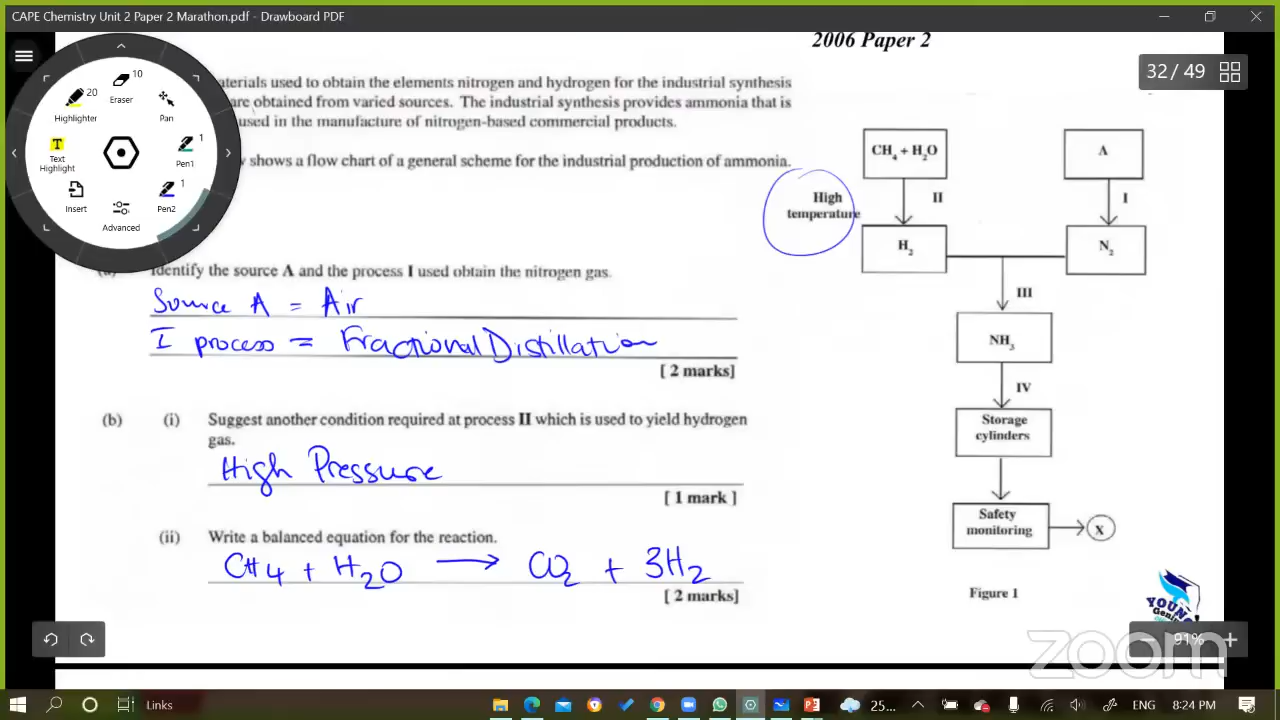 CAPE Chemistry Unit 2 Paper 2 Marathon.pdf - Drawboard PDF
2006 Paper 2
32 / 49
10
Eraser
20
Highlighter
Pan
T
Text
Highlight
1
Pen1
Insert
1
Pen2
Advanced
materials used to obtain the elements nitrogen and hydrogen for the industrial synthesis
are obtained from varied sources. The industrial synthesis provides ammonia that is
used in the manufacture of nitrogen-based commercial products.
shows a flow chart of a general scheme for the industrial production of ammonia.
Identify the source A and the process I used obtain the nitrogen gas.
Source A = Air
I process = Fractional Distillation
[ 2 marks]
(b) (i) Suggest another condition required at process II which is used to yield hydrogen
gas.
High Pressure
[ 1 mark ]
(ii) Write a balanced equation for the reaction.
CH4 + H2O → CO2 + 3H2
[ 2 marks]
CH4 + H2O
A
High
temperature
II
I
H2
N2
III
NH3
IV
Storage
cylinders
Safety
monitoring
X
Figure 1
YOUNG
zoom
91%
Links
25...
ENG
8:24 PM